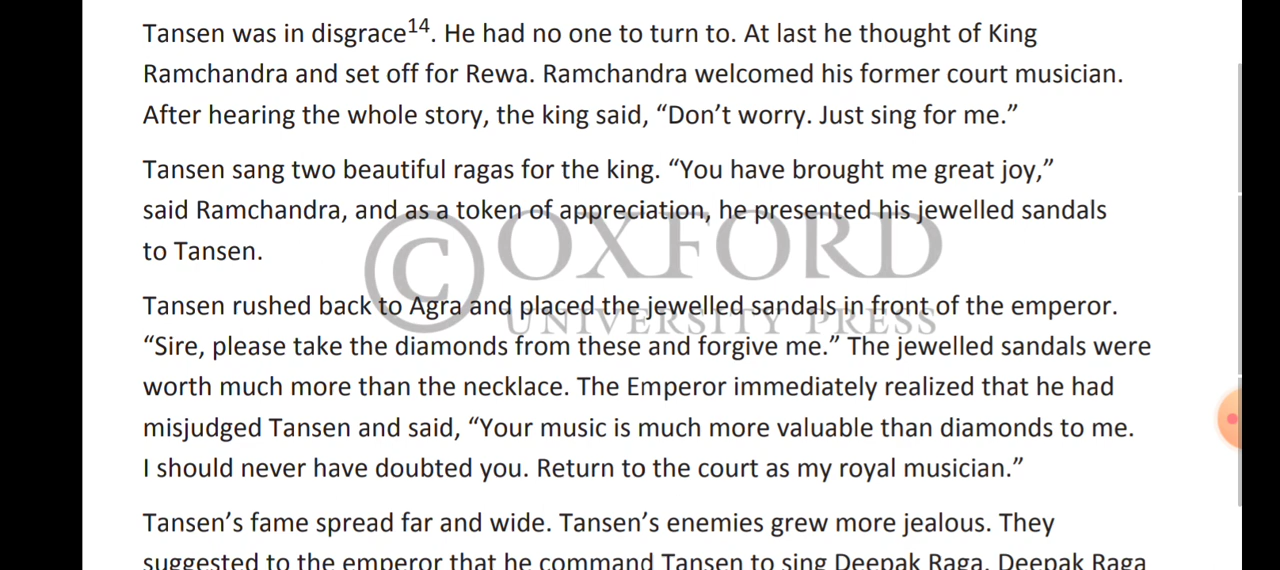 Tansen was in disgrace¹⁴. He had no one to turn to. At last he thought of King
Ramchandra and set off for Rewa. Ramchandra welcomed his former court musician.
After hearing the whole story, the king said, “Don’t worry. Just sing for me.”
Tansen sang two beautiful ragas for the king. “You have brought me great joy,”
said Ramchandra, and as a token of appreciation, he presented his jewelled sandals
to Tansen.
© OXFORD
UNIVERSITY PRESS
Tansen rushed back to Agra and placed the jewelled sandals in front of the emperor.
“Sire, please take the diamonds from these and forgive me.” The jewelled sandals were
worth much more than the necklace. The Emperor immediately realized that he had
misjudged Tansen and said, “Your music is much more valuable than diamonds to me.
I should never have doubted you. Return to the court as my royal musician.”
Tansen’s fame spread far and wide. Tansen’s enemies grew more jealous. They
suggested to the emperor that he command Tansen to sing Deepak Raga. Deepak Raga